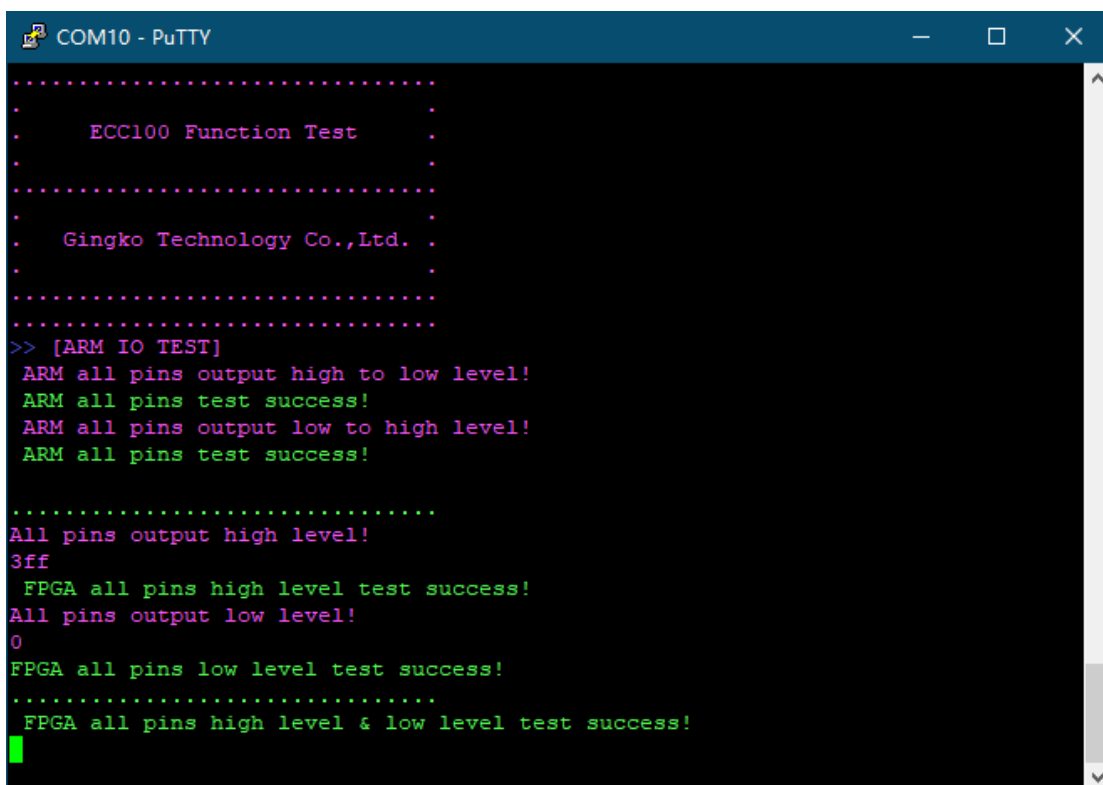 COM10 - PuTTY
................................
. .
. ECC100 Function Test .
. .
................................
. .
. Gingko Technology Co.,Ltd. .
. .
................................
................................
>> [ARM IO TEST]
ARM all pins output high to low level!
ARM all pins test success!
ARM all pins output low to high level!
ARM all pins test success!
................................
All pins output high level!
3ff
FPGA all pins high level test success!
All pins output low level!
0
FPGA all pins low level test success!
................................
FPGA all pins high level & low level test success!